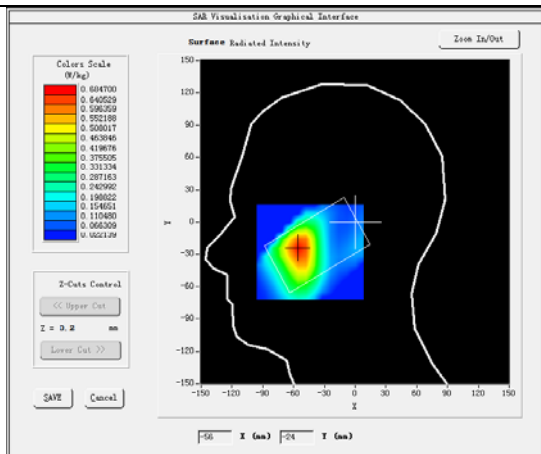 SAR Visualisation Graphical Interface
Surface Radiated Intensity
Zoom In/Out
Colors Scale
(W/kg)
0.684700
0.640529
0.596359
0.552188
0.508017
0.463846
0.419676
0.375505
0.331334
0.287163
0.242992
0.198822
0.154651
0.110480
0.066309
0.022139
Z-Cuts Control
<< Upper Cut
Z = 3.2 mm
Lower Cut >>
SAVE Cancel
150
120
90
60
30
0
-30
-60
-90
-120
-150
Y
-150 -120 -90 -60 -30 0 30 60 90 120 150
X
-56 X (mm) -24 Y (mm)